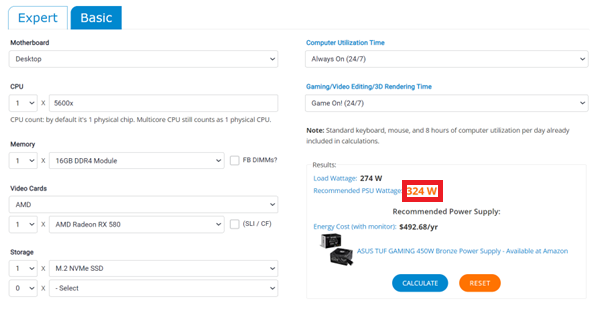 Expert
Basic
Motherboard
Desktop
CPU
1 X 5600x
CPU count: by default it's 1 physical chip. Multicore CPU still counts as 1 physical CPU.
Memory
1 X 16GB DDR4 Module FB DIMMs?
Video Cards
AMD
1 X AMD Radeon RX 580 (SLI / CF)
Storage
1 X M.2 NVMe SSD
0 X - Select
Computer Utilization Time
Always On (24/7)
Gaming/Video Editing/3D Rendering Time
Game On! (24/7)
Note: Standard keyboard, mouse, and 8 hours of computer utilization per day already
included in calculations.
Results:
Load Wattage: 274 W
Recommended PSU Wattage: 324 W
Recommended Power Supply:
Energy Cost (with monitor): $492.68/yr
ASUS TUF GAMING 450W Bronze Power Supply - Available at Amazon
CALCULATE
RESET